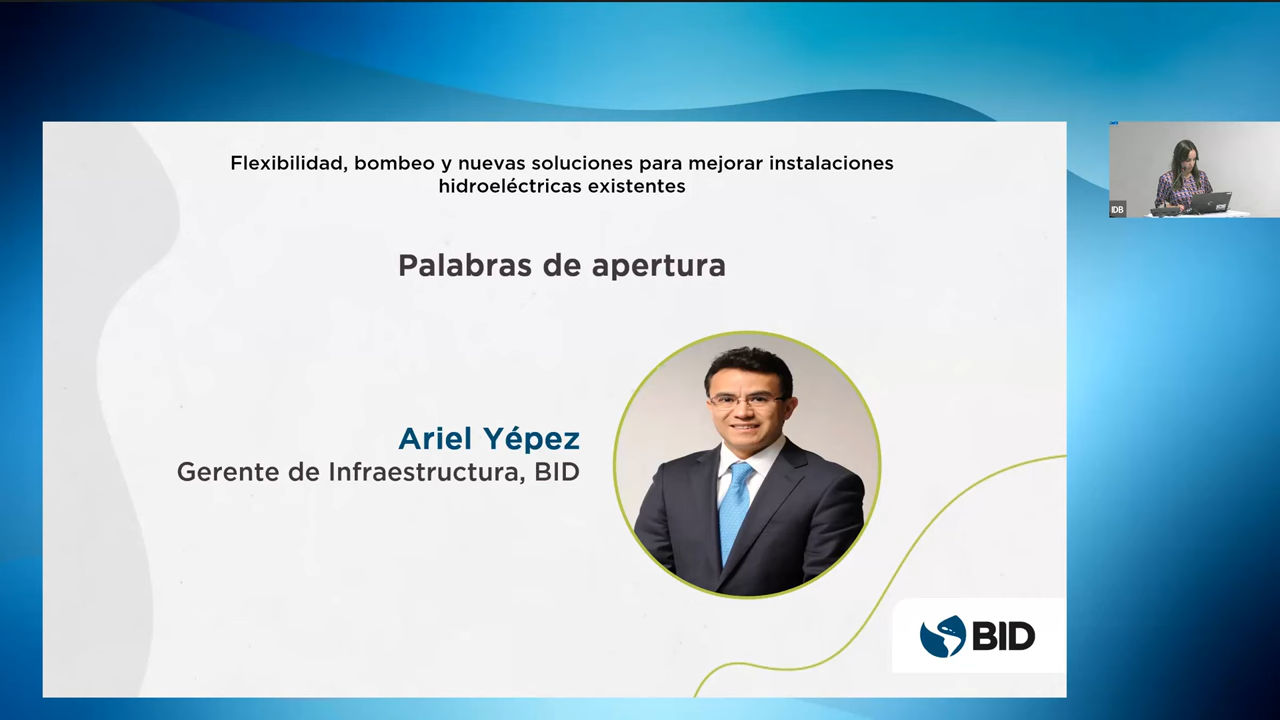 Flexibilidad, bombeo y nuevas soluciones para mejorar instalaciones
hidroeléctricas existentes
Palabras de apertura
Ariel Yépez
Gerente de Infraestructura, BID
BID
IDB